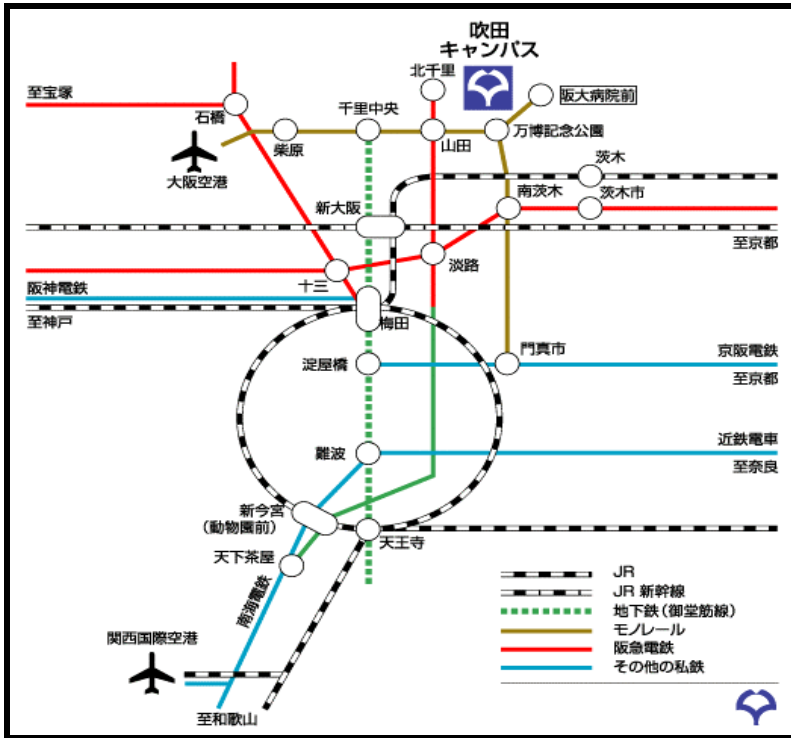 吹田
キャンパス
北千里
阪大病院前
至宝塚
石橋
千里中央
柴原
山田
万博記念公園
大阪空港
茨木
新大阪
南茨木
茨木市
至京都
淡路
十三
阪神電鉄
至神戸
梅田
淀屋橋
門真市
京阪電鉄
至京都
難波
近鉄電車
至奈良
新今宮
(動物園前)
天王寺
天下茶屋
南海電鉄
関西国際空港
至和歌山
JR
JR 新幹線
地下鉄(御堂筋線)
モノレール
阪急電鉄
その他の私鉄